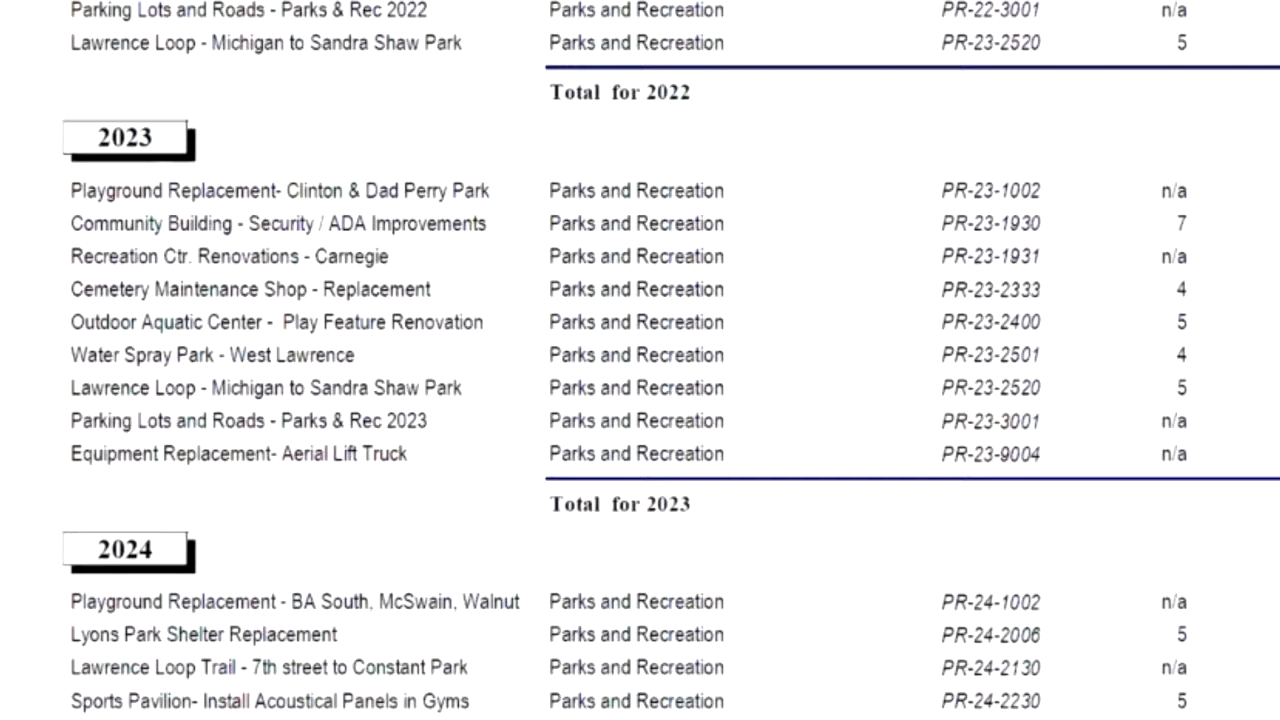 Parking Lots and Roads - Parks & Rec 2022 Parks and Recreation PR-22-3001 n/a
Lawrence Loop - Michigan to Sandra Shaw Park Parks and Recreation PR-23-2520 5
Total for 2022
2023
Playground Replacement- Clinton & Dad Perry Park Parks and Recreation PR-23-1002 n/a
Community Building - Security / ADA Improvements Parks and Recreation PR-23-1930 7
Recreation Ctr. Renovations - Carnegie Parks and Recreation PR-23-1931 n/a
Cemetery Maintenance Shop - Replacement Parks and Recreation PR-23-2333 4
Outdoor Aquatic Center - Play Feature Renovation Parks and Recreation PR-23-2400 5
Water Spray Park - West Lawrence Parks and Recreation PR-23-2501 4
Lawrence Loop - Michigan to Sandra Shaw Park Parks and Recreation PR-23-2520 5
Parking Lots and Roads - Parks & Rec 2023 Parks and Recreation PR-23-3001 n/a
Equipment Replacement- Aerial Lift Truck Parks and Recreation PR-23-9004 n/a
Total for 2023
2024
Playground Replacement - BA South, McSwain, Walnut Parks and Recreation PR-24-1002 n/a
Lyons Park Shelter Replacement Parks and Recreation PR-24-2006 5
Lawrence Loop Trail - 7th street to Constant Park Parks and Recreation PR-24-2130 n/a
Sports Pavilion- Install Acoustical Panels in Gyms Parks and Recreation PR-24-2230 5